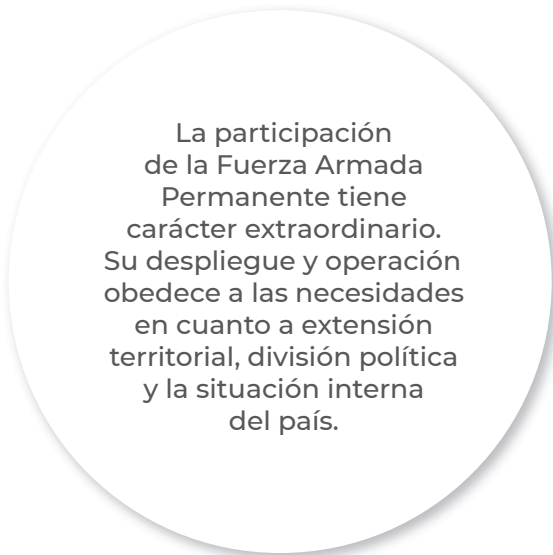 La participación
de la Fuerza Armada
Permanente tiene
carácter extraordinario.
Su despliegue y operación
obedece a las necesidades
en cuanto a extensión
territorial, división política
y la situación interna
del país.